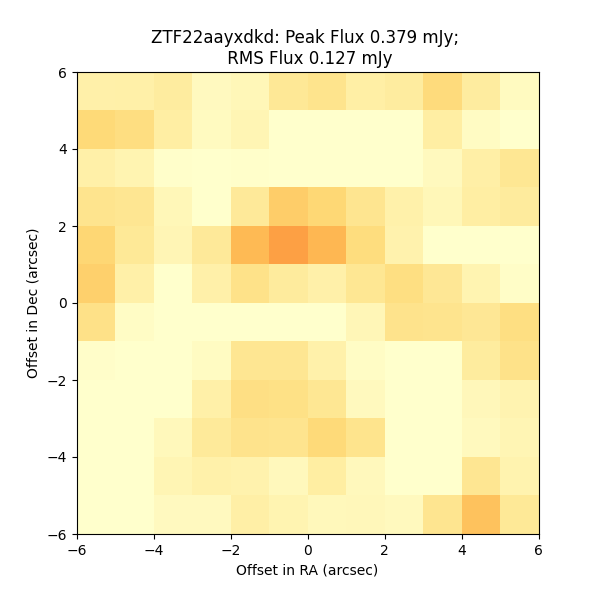 ZTF22aayxdkd: Peak Flux 0.379 mJy;
RMS Flux 0.127 mJy
6
4
2
0
−2
−4
−6
Offset in Dec (arcsec)
−6 −4 −2 0 2 4 6
Offset in RA (arcsec)